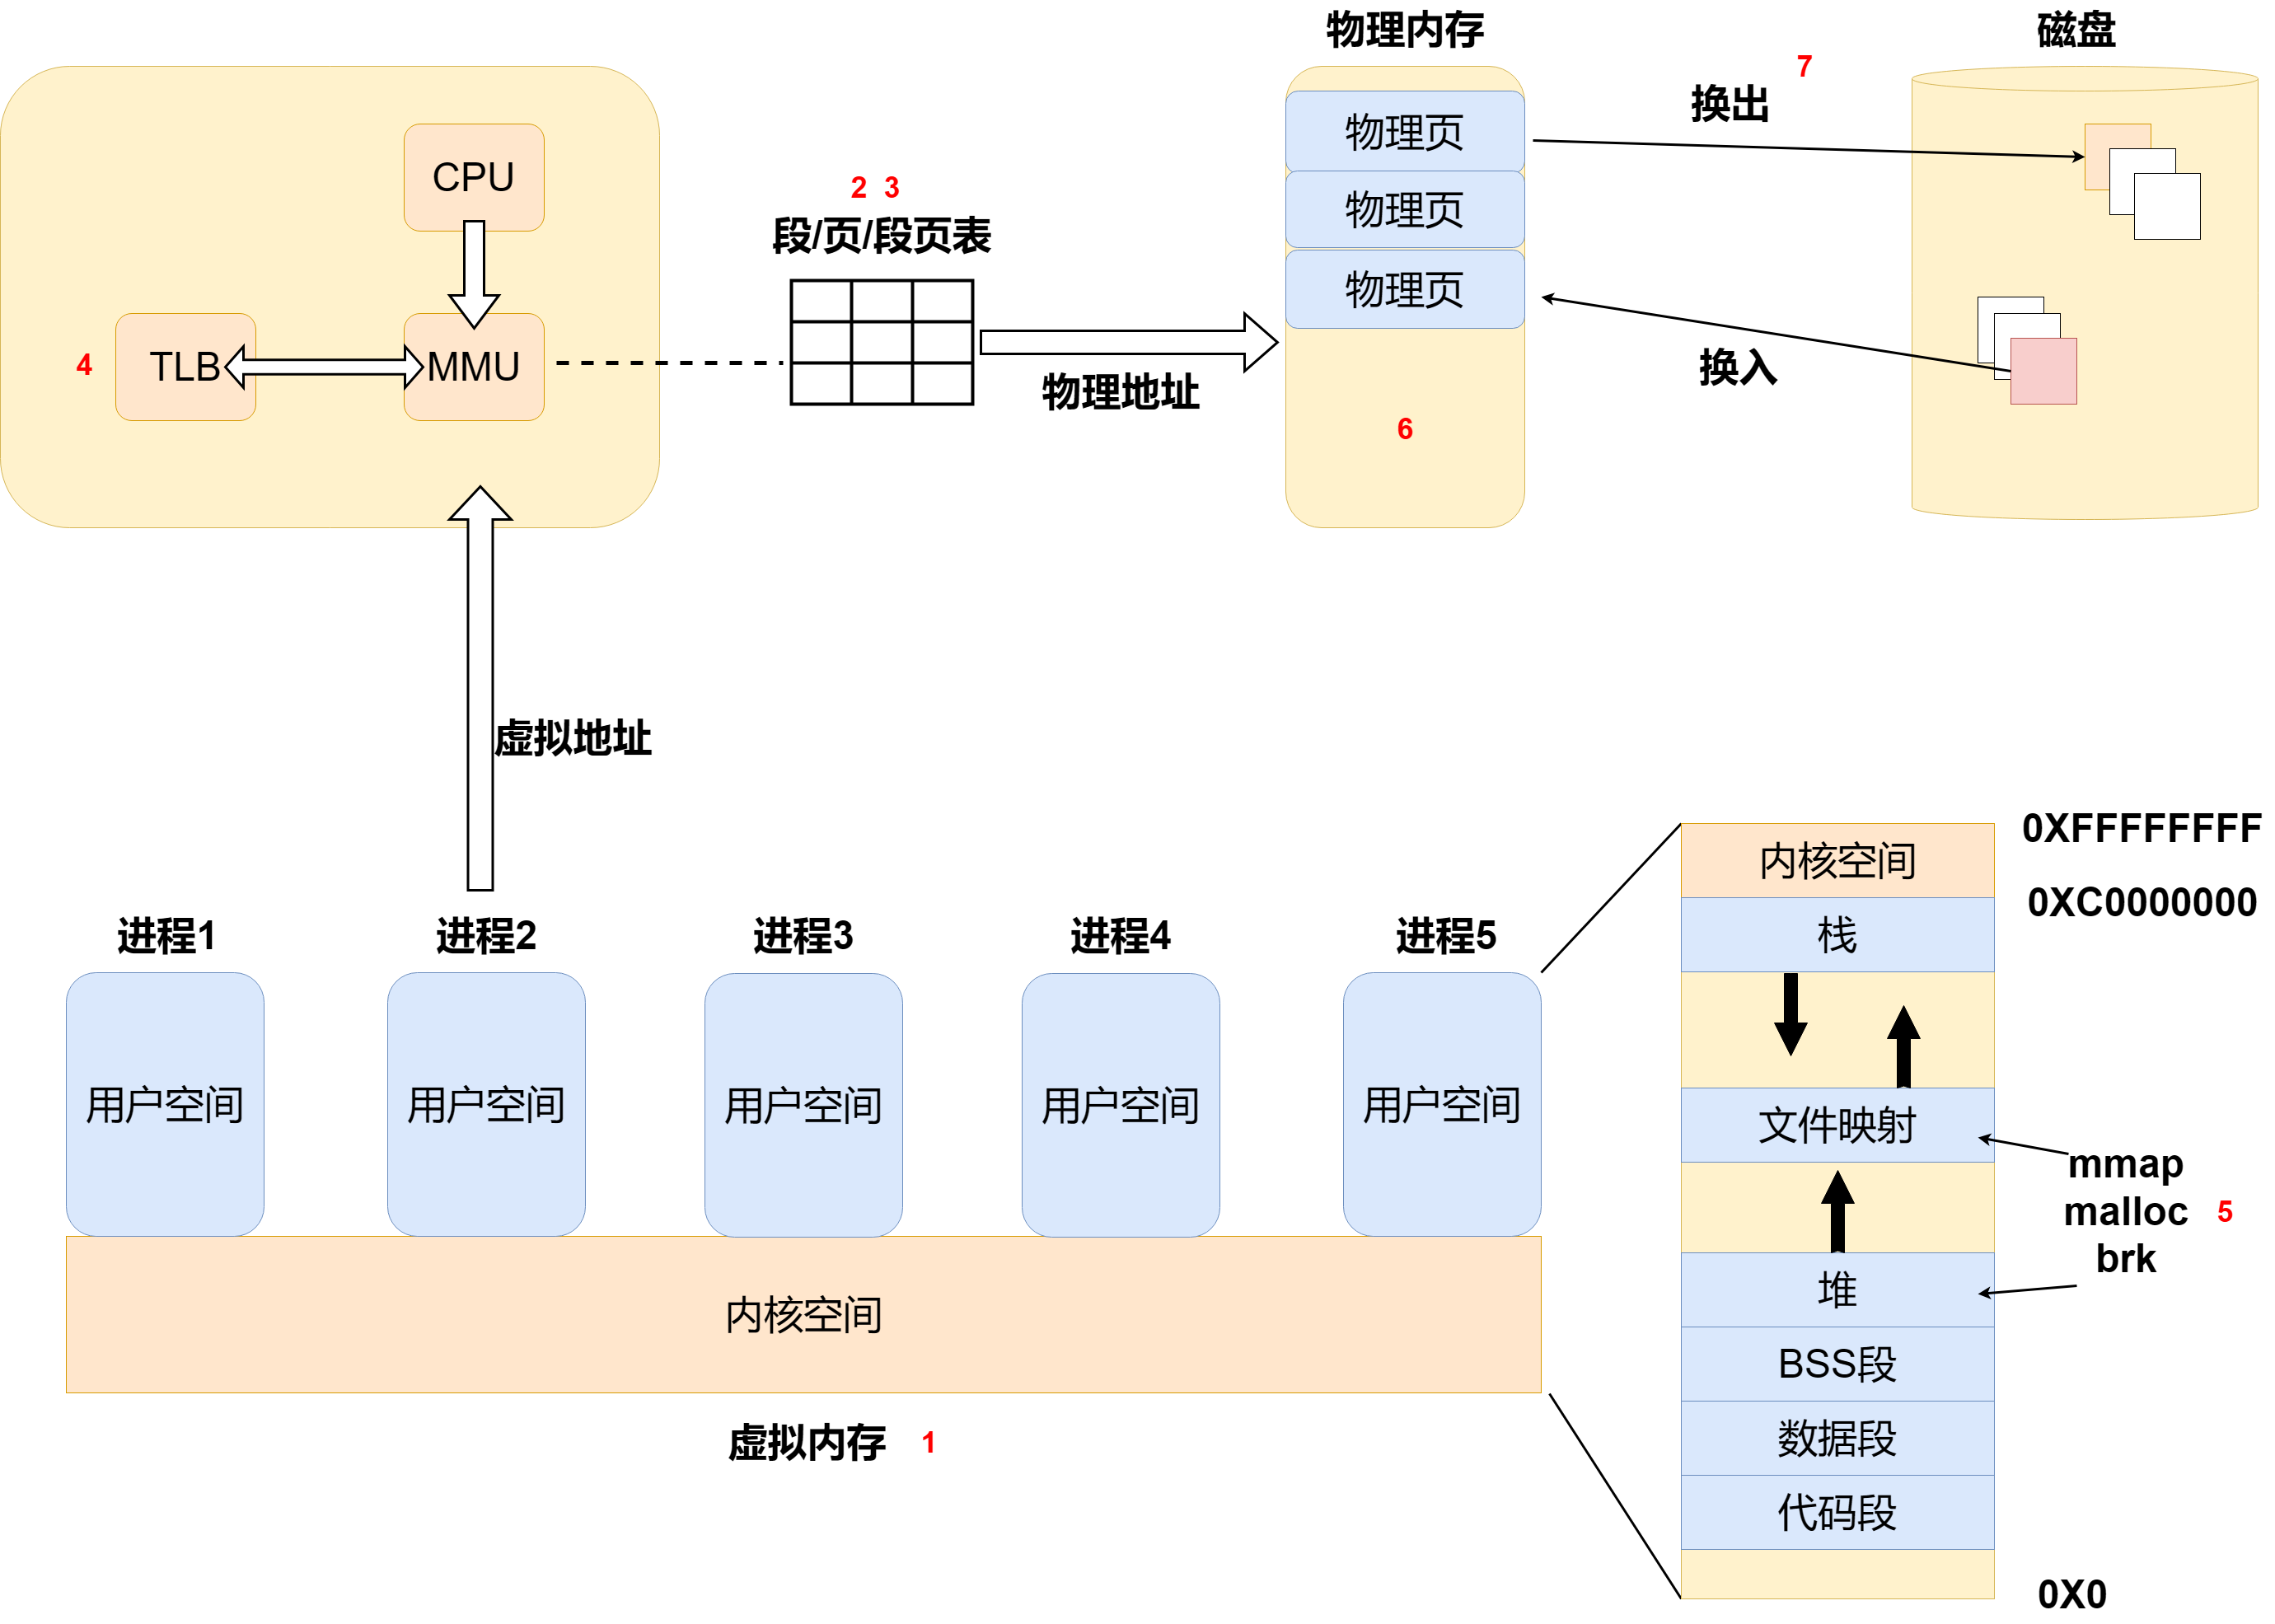 物理内存
磁盘
7
换出
CPU
物理页
2 3
段/页/段页表
物理页
物理页
4
TLB
MMU
换入
物理地址
6
虚拟地址
0XFFFFFFFF
内核空间
0XC0000000
进程1
进程2
进程3
进程4
进程5
栈
用户空间
用户空间
用户空间
用户空间
用户空间
文件映射
mmap
malloc 5
brk
堆
内核空间
BSS段
虚拟内存 1
数据段
代码段
0X0